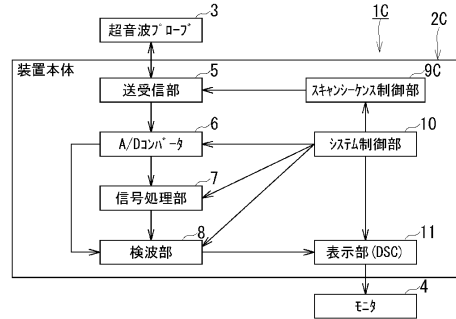 3
超音波ﾌﾟﾛｰﾌﾞ
1C
2C
装置本体
5
送受信部
9C
ｽｷｬﾝｼｰｹﾝｽ制御部
6
A/Dｺﾝﾊﾞｰﾀ
10
ｼｽﾃﾑ制御部
7
信号処理部
8
検波部
11
表示部(DSC)
4
ﾓﾆﾀ